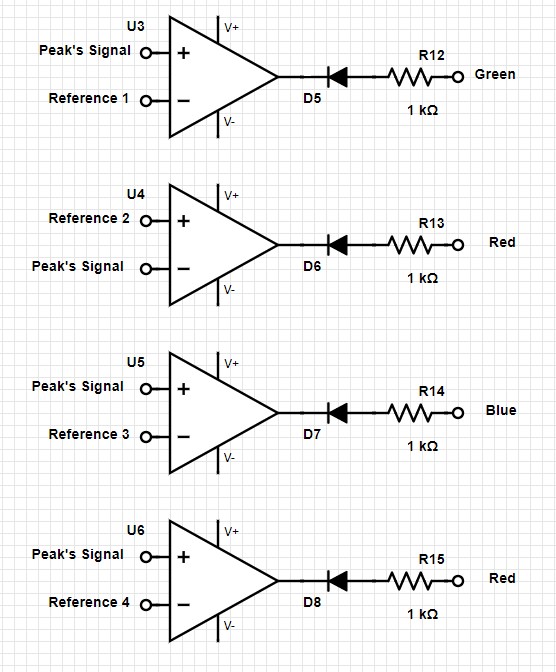 U3
V+
Peak's Signal
+
R12
Green
Reference 1
−
D5
1 kΩ
V-
U4
V+
Reference 2
+
R13
Red
Peak's Signal
−
D6
1 kΩ
V-
U5
V+
Peak's Signal
+
R14
Blue
Reference 3
−
D7
1 kΩ
V-
U6
V+
Peak's Signal
+
R15
Red
Reference 4
−
D8
1 kΩ
V-